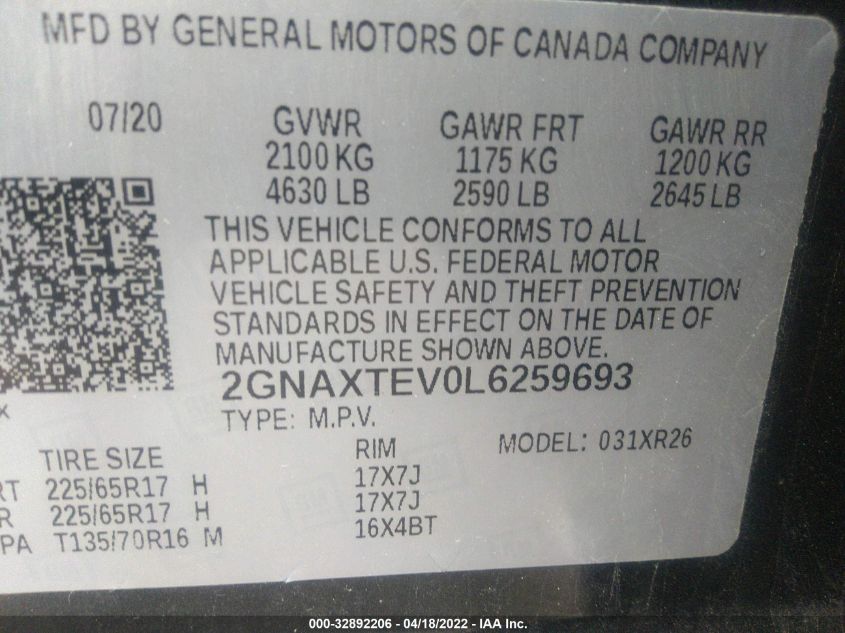 MFD BY GENERAL MOTORS OF CANADA COMPANY
07/20 GVWR GAWR FRT GAWR RR
2100 KG 1175 KG 1200 KG
4630 LB 2590 LB 2645 LB
THIS VEHICLE CONFORMS TO ALL
APPLICABLE U.S. FEDERAL MOTOR
VEHICLE SAFETY AND THEFT PREVENTION
STANDARDS IN EFFECT ON THE DATE OF
MANUFACTURE SHOWN ABOVE.
2GNAXTEV0L6259693
K
TYPE: M.P.V.
TIRE SIZE RIM MODEL: 031XR26
RT 225/65R17 H 17X7J
R 225/65R17 H 17X7J
PA T135/70R16 M 16X4BT
000-32892206 - 04/18/2022 - IAA Inc.